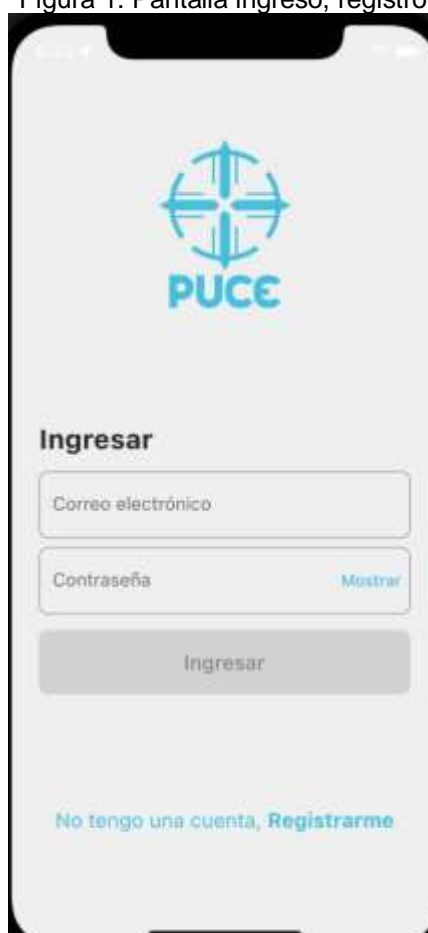 Figura 1. Pantalla ingreso, registro
PUCE
Ingresar
Correo electrónico
Contraseña Mostrar
Ingresar
No tengo una cuenta, Registrarme